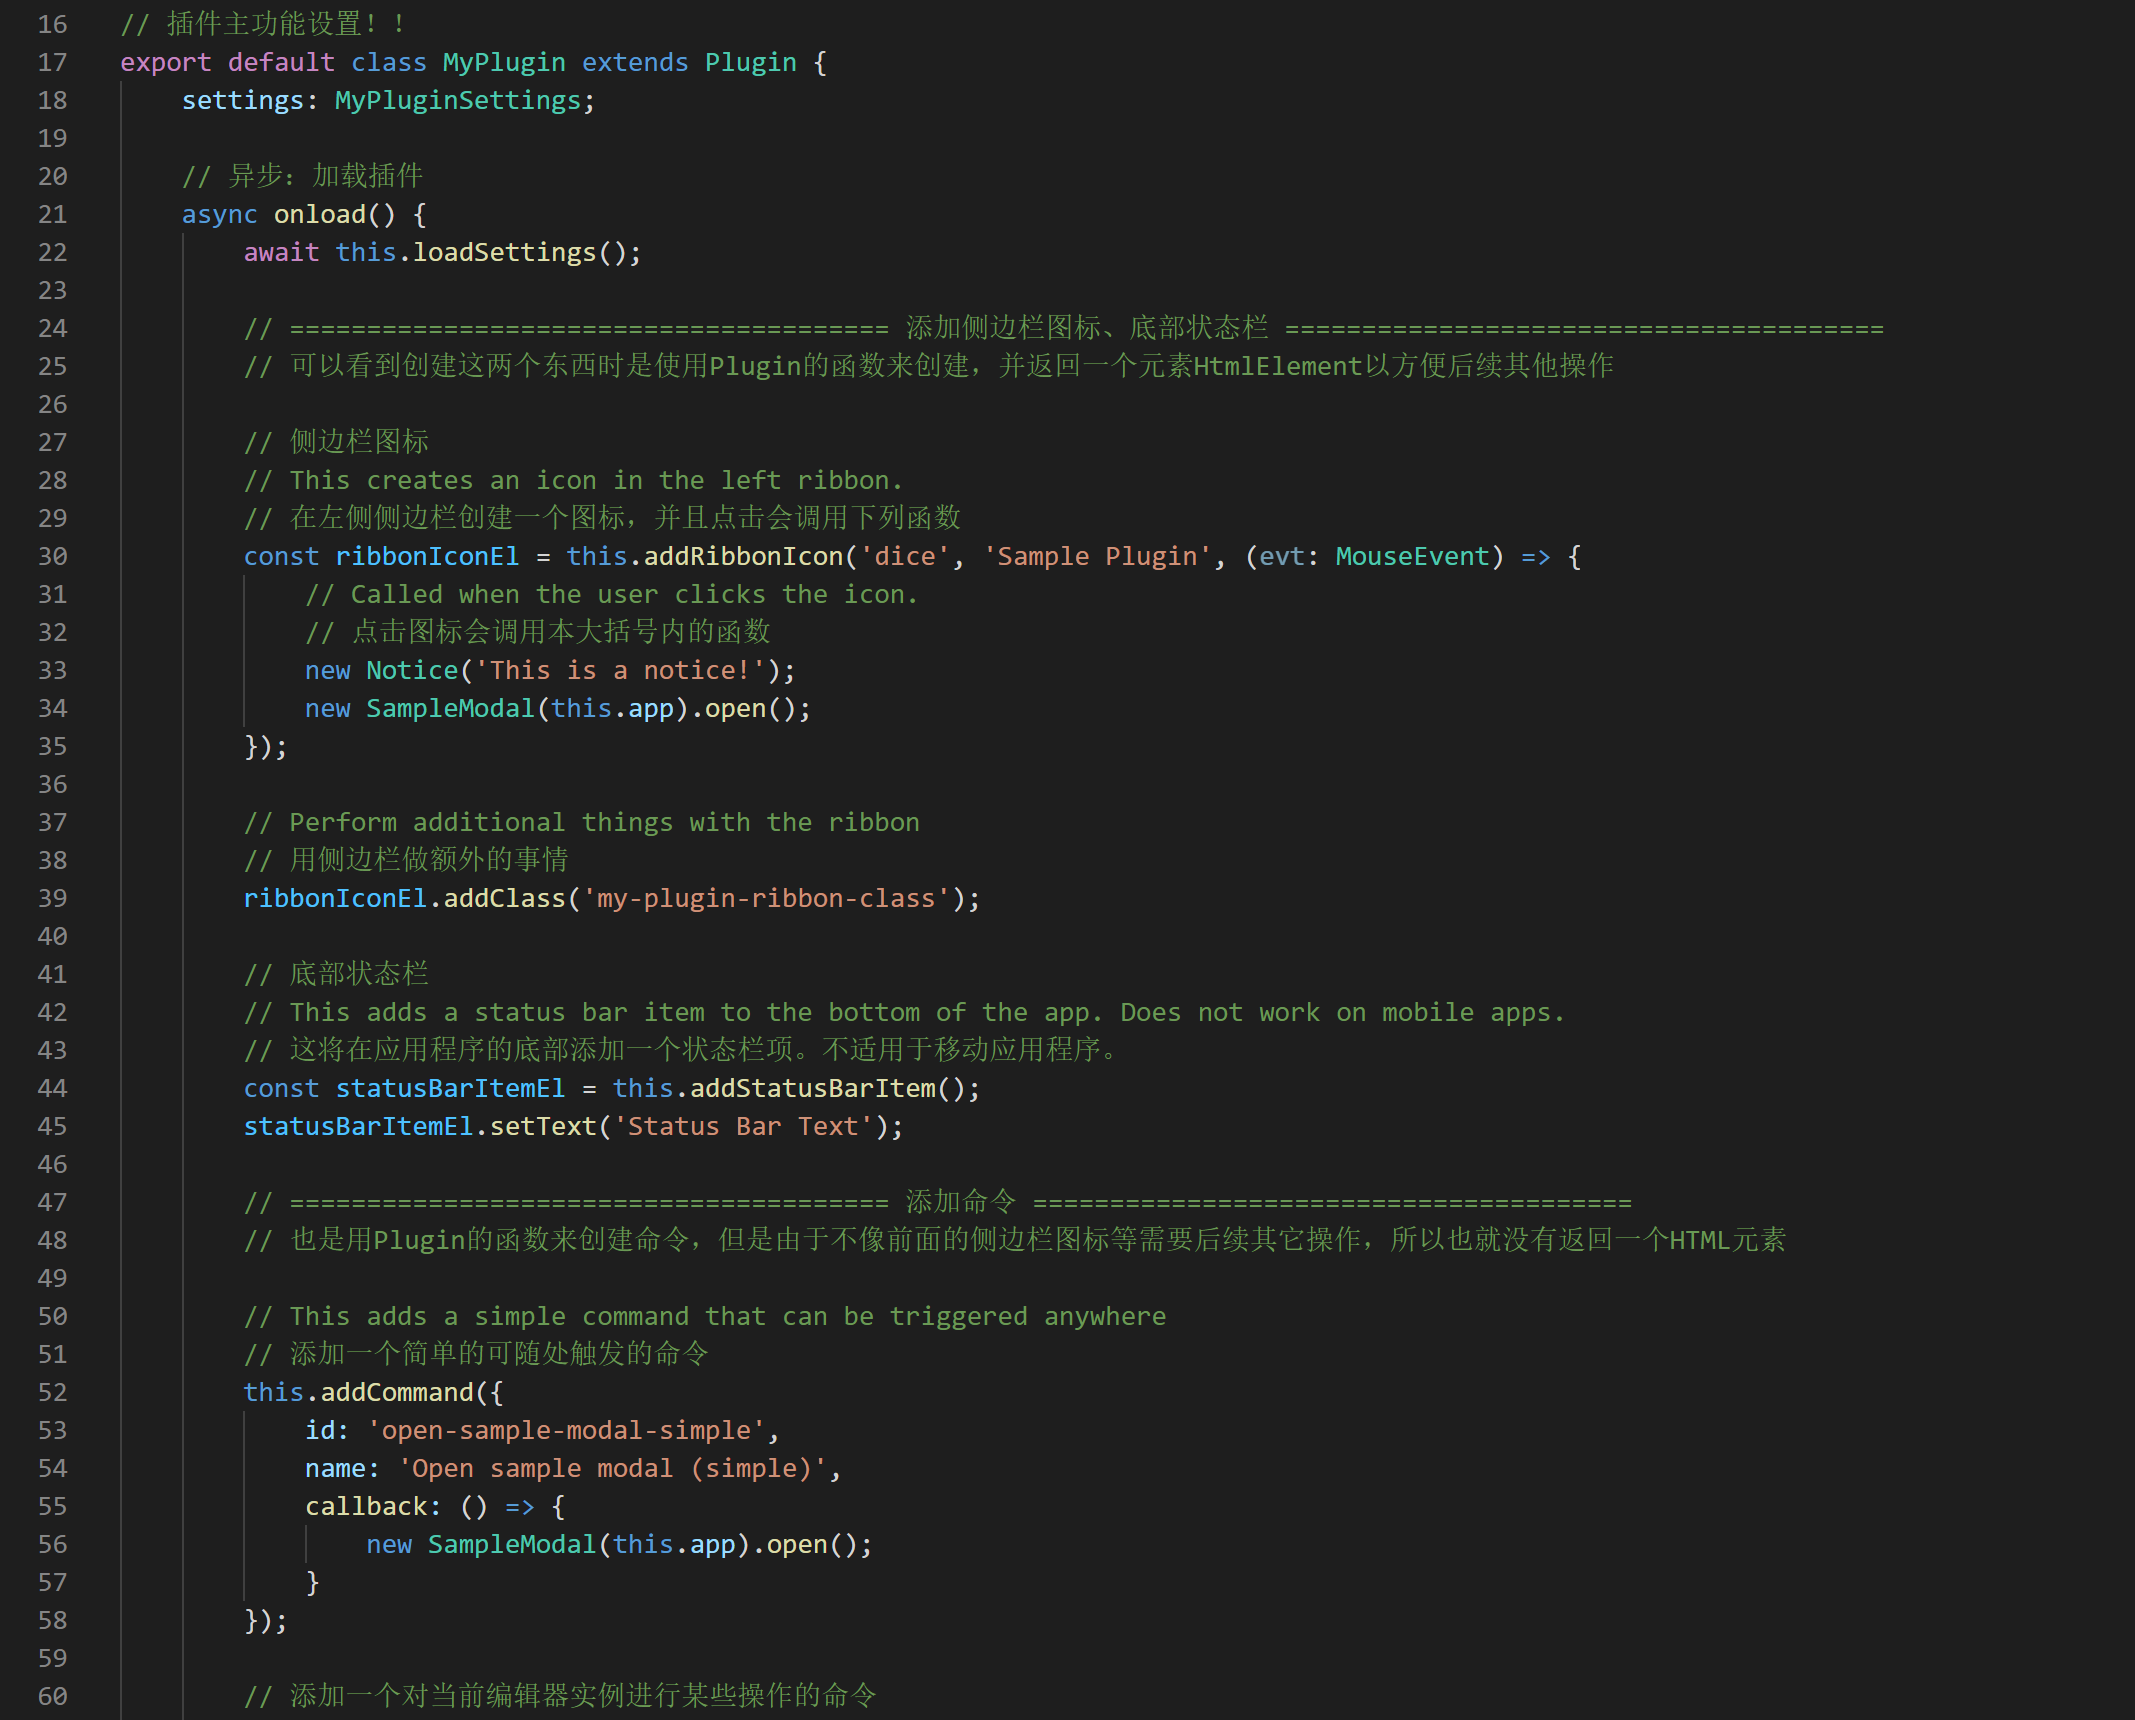 16 // 插件主功能设置！！
17 export default class MyPlugin extends Plugin {
18 settings: MyPluginSettings;
19
20 // 异步：加载插件
21 async onload() {
22 await this.loadSettings();
23
24 // ======================================= 添加侧边栏图标、底部状态栏 =======================================
25 // 可以看到创建这两个东西时是使用Plugin的函数来创建，并返回一个元素HtmlElement以方便后续其他操作
26
27 // 侧边栏图标
28 // This creates an icon in the left ribbon.
29 // 在左侧侧边栏创建一个图标，并且点击会调用下列函数
30 const ribbonIconEl = this.addRibbonIcon('dice', 'Sample Plugin', (evt: MouseEvent) => {
31 // Called when the user clicks the icon.
32 // 点击图标会调用本大括号内的函数
33 new Notice('This is a notice!');
34 new SampleModal(this.app).open();
35 });
36
37 // Perform additional things with the ribbon
38 // 用侧边栏做额外的事情
39 ribbonIconEl.addClass('my-plugin-ribbon-class');
40
41 // 底部状态栏
42 // This adds a status bar item to the bottom of the app. Does not work on mobile apps.
43 // 这将在应用程序的底部添加一个状态栏项。不适用于移动应用程序。
44 const statusBarItemEl = this.addStatusBarItem();
45 statusBarItemEl.setText('Status Bar Text');
46
47 // ======================================= 添加命令 =======================================
48 // 也是用Plugin的函数来创建命令，但是由于不像前面的侧边栏图标等需要后续其它操作，所以也就没有返回一个HTML元素
49
50 // This adds a simple command that can be triggered anywhere
51 // 添加一个简单的可随处触发的命令
52 this.addCommand({
53 id: 'open-sample-modal-simple',
54 name: 'Open sample modal (simple)',
55 callback: () => {
56 new SampleModal(this.app).open();
57 }
58 });
59
60 // 添加一个对当前编辑器实例进行某些操作的命令